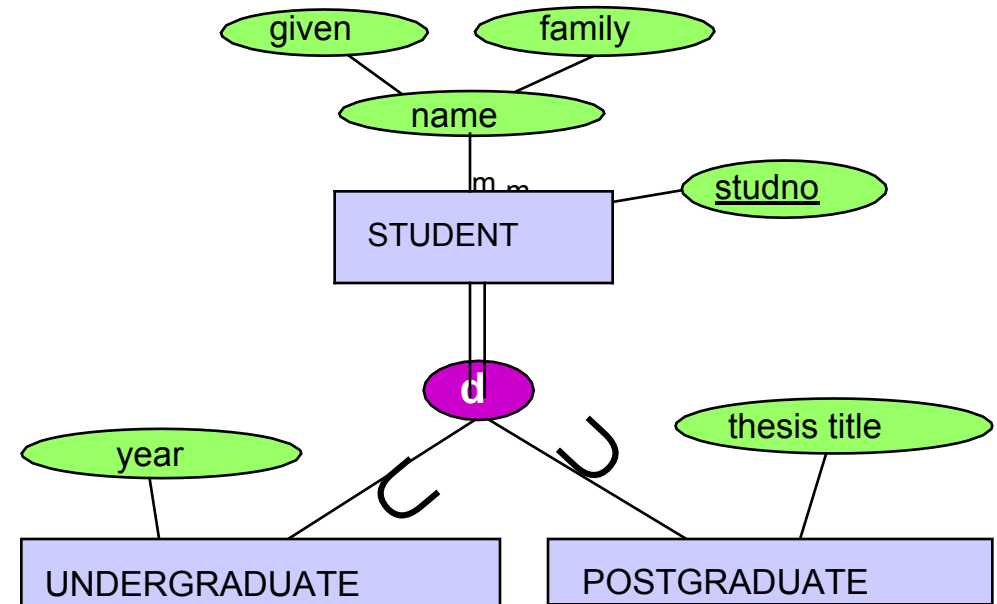 given
family
name
m m
studno
STUDENT
d
thesis title
year
UNDERGRADUATE
POSTGRADUATE